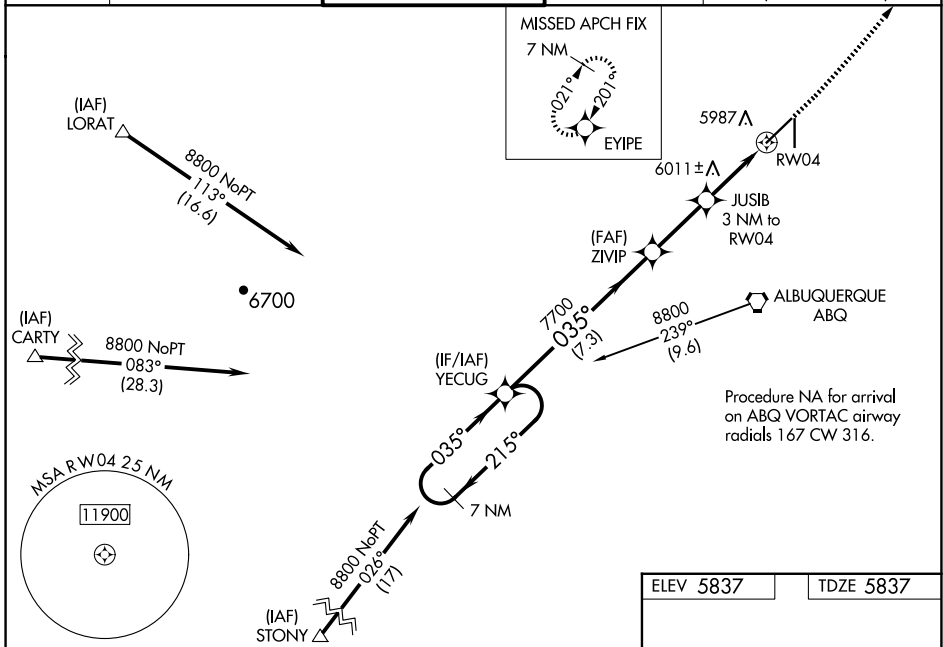 MISSED APCH FIX
7 NM
021°
201°
EYIPE
(IAF)
LORAT
8800 NoPT
113°
(16.6)
5987
RW04
6011±
JUSIB
3 NM to
RW04
(FAF)
ZIVIP
6700
ALBUQUERQUE
ABQ
8800
239°
(9.6)
7700
035°
(7.3)
(IAF)
CARTY
8800 NoPT
083°
(28.3)
(IF/IAF)
YECUG
Procedure NA for arrival
on ABQ VORTAC airway
radials 167 CW 316.
035°
215°
7 NM
MSA RW04 25 NM
11900
8800 NoPT
026°
(17)
(IAF)
STONY
ELEV 5837
TDZE 5837